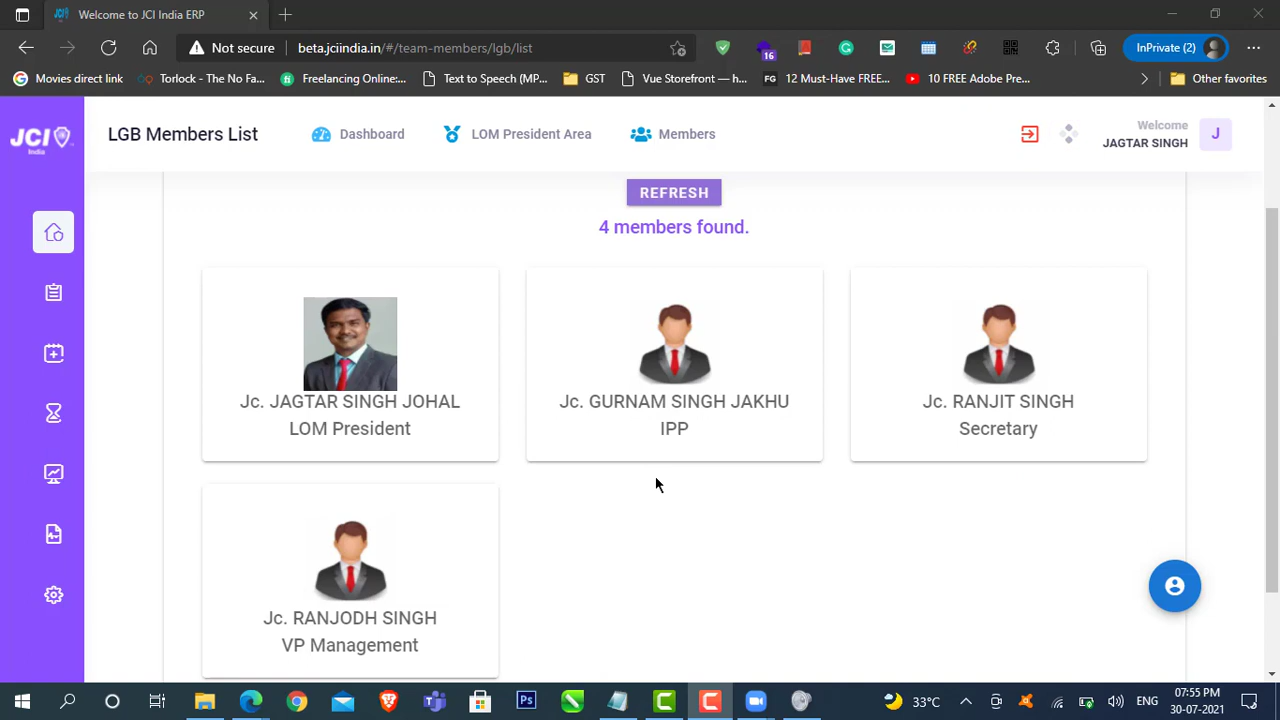 Welcome to JCI India ERP
Not secure beta.jciindia.in/#/team-members/lgb/list
16
InPrivate (2)
Movies direct link
Torlock - The No Fa...
Freelancing Online:...
Text to Speech (MP...
GST
Vue Storefront — h...
FG 12 Must-Have FREE...
10 FREE Adobe Pre...
Other favorites
JCI
India
LGB Members List
Dashboard
LOM President Area
Members
Welcome
JAGTAR SINGH
J
REFRESH
4 members found.
Jc. JAGTAR SINGH JOHAL
LOM President
Jc. GURNAM SINGH JAKHU
IPP
Jc. RANJIT SINGH
Secretary
Jc. RANJODH SINGH
VP Management
Ps
33°C
ENG
07:55 PM
30-07-2021